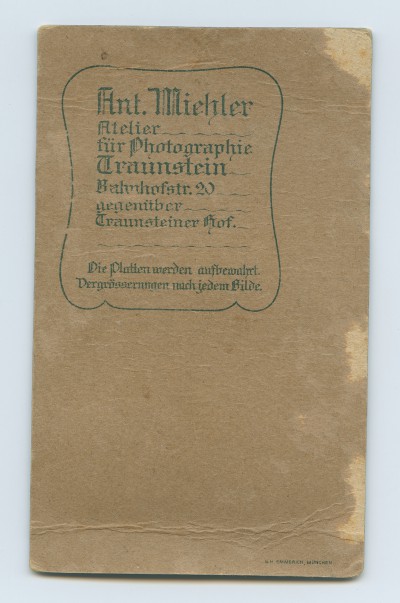 Ant. Miehler
Atelier
für Photographie
Traunstein
Bahnhofstr. 20
gegenüber
Traunsteiner Hof.
Die Platten werden aufbewahrt.
Vergrösserungen nach jedem Bilde.
MÜNCHEN